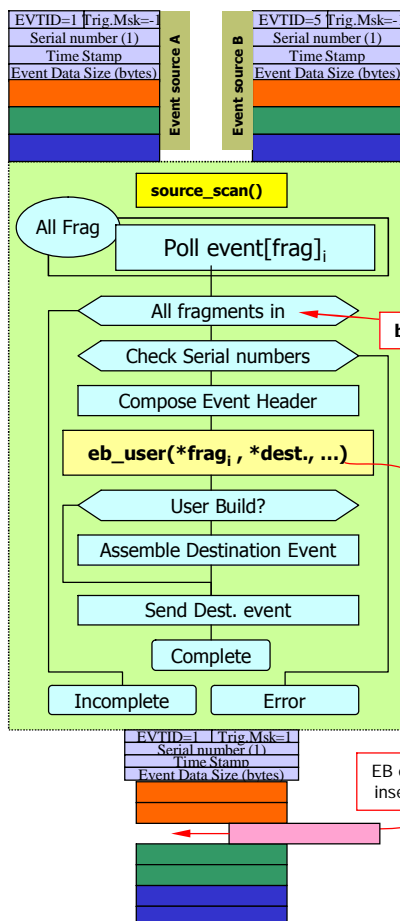 EVTID=1 Trig.Msk=-1
Serial number (1)
Time Stamp
Event Data Size (bytes)
Event source A
Event source B
EVTID=5 Trig.Msk=-
Serial number (1)
Time Stamp
Event Data Size (bytes)
source_scan()
All Frag
Poll event[frag]i
All fragments in
b
Check Serial numbers
Compose Event Header
eb_user(*fragi , *dest., ...)
User Build?
Assemble Destination Event
Send Dest. event
Complete
Incomplete
Error
EVTID=1 Trig.Msk=1
Serial number (1)
Time Stamp
Event Data Size (bytes)
EB
inse